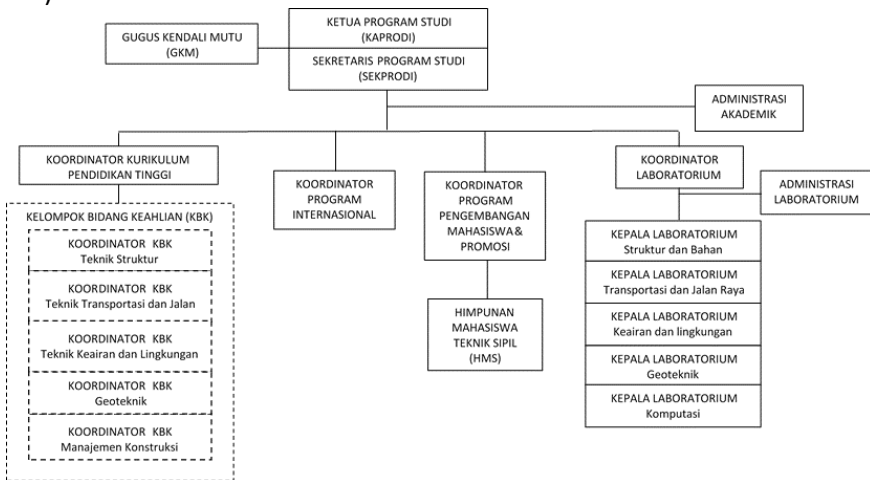 KETUA PROGRAM STUDI
(KAPRODI)
GUGUS KENDALI MUTU
(GKM)
SEKRETARIS PROGRAM STUDI
(SEKPRODI)
ADMINISTRASI
AKADEMIK
KOORDINATOR KURIKULUM
PENDIDIKAN TINGGI
KOORDINATOR
PROGRAM
INTERNASIONAL
KOORDINATOR
PROGRAM
PENGEMBANGAN
MAHASISWA&
PROMOSI
KOORDINATOR
LABORATORIUM
ADMINISTRASI
LABORATORIUM
KELOMPOK BIDANG KEAHLIAN (KBK)
KOORDINATOR KBK
Teknik Struktur
KOORDINATOR KBK
Teknik Transportasi dan Jalan
KOORDINATOR KBK
Teknik Keairan dan Lingkungan
KOORDINATOR KBK
Geoteknik
KOORDINATOR KBK
Manajemen Konstruksi
HIMPUNAN
MAHASISWA
TEKNIK SIPIL
(HMS)
KEPALA LABORATORIUM
Struktur dan Bahan
KEPALA LABORATORIUM
Transportasi dan Jalan Raya
KEPALA LABORATORIUM
Keairan dan lingkungan
KEPALA LABORATORIUM
Geoteknik
KEPALA LABORATORIUM
Komputasi